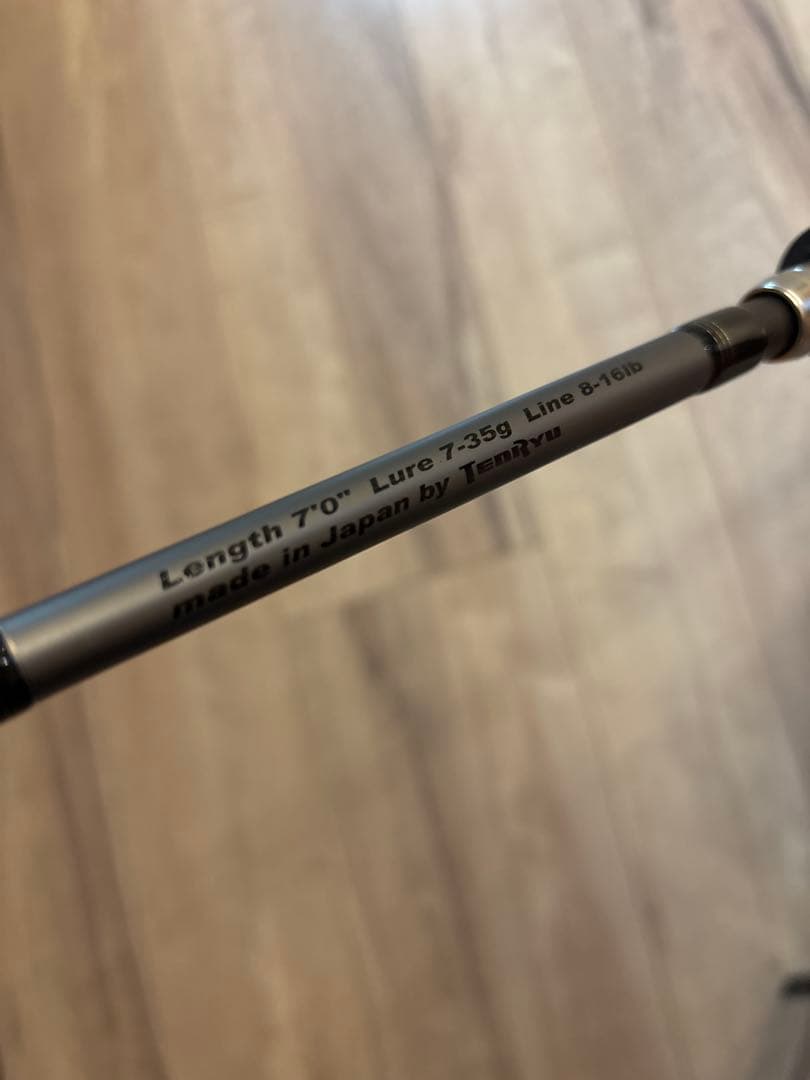 Length 7'0" Lure 7-35g Line 8-16lb
made in Japan by TENRYU